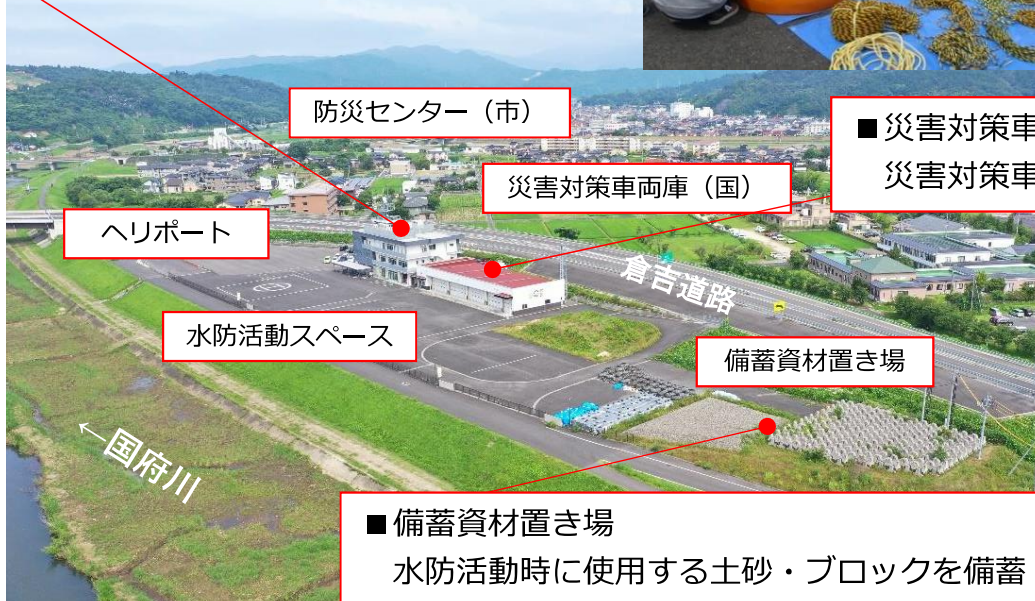 防災センター（市）
■災害対策車
災害対策車
災害対策車両庫（国）
ヘリポート
倉吉道路
水防活動スペース
備蓄資材置き場
←国府川
■備蓄資材置き場
水防活動時に使用する土砂・ブロックを備蓄